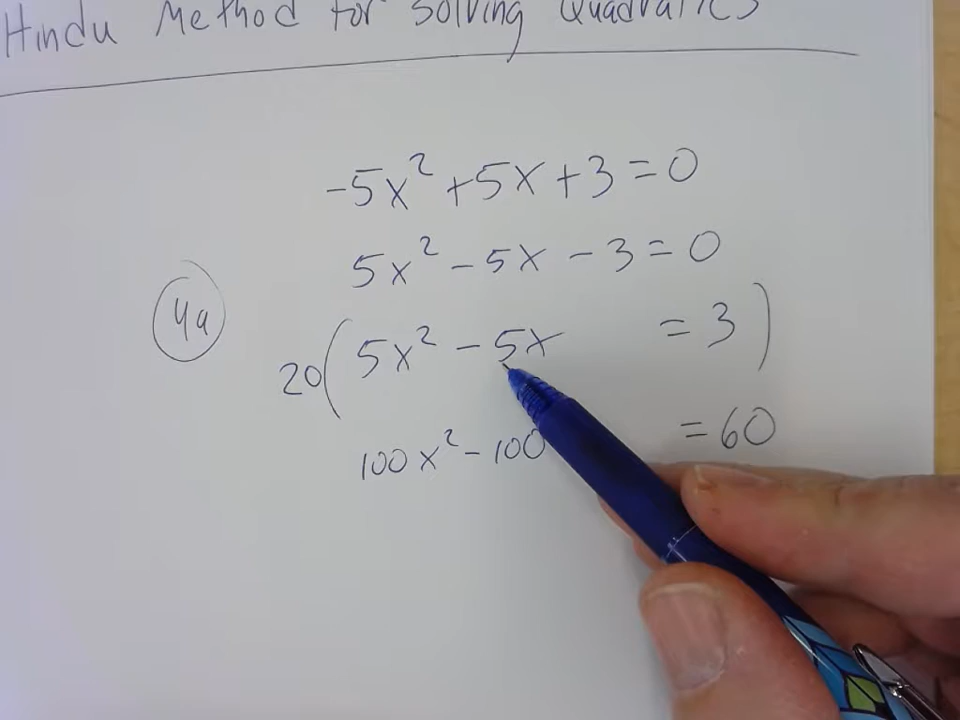 Hindu Method for Solving Quadratics
-5x² +5x +3 = 0
5x² - 5x - 3 = 0
4a
20( 5x² - 5x = 3 )
100x² - 100 = 60